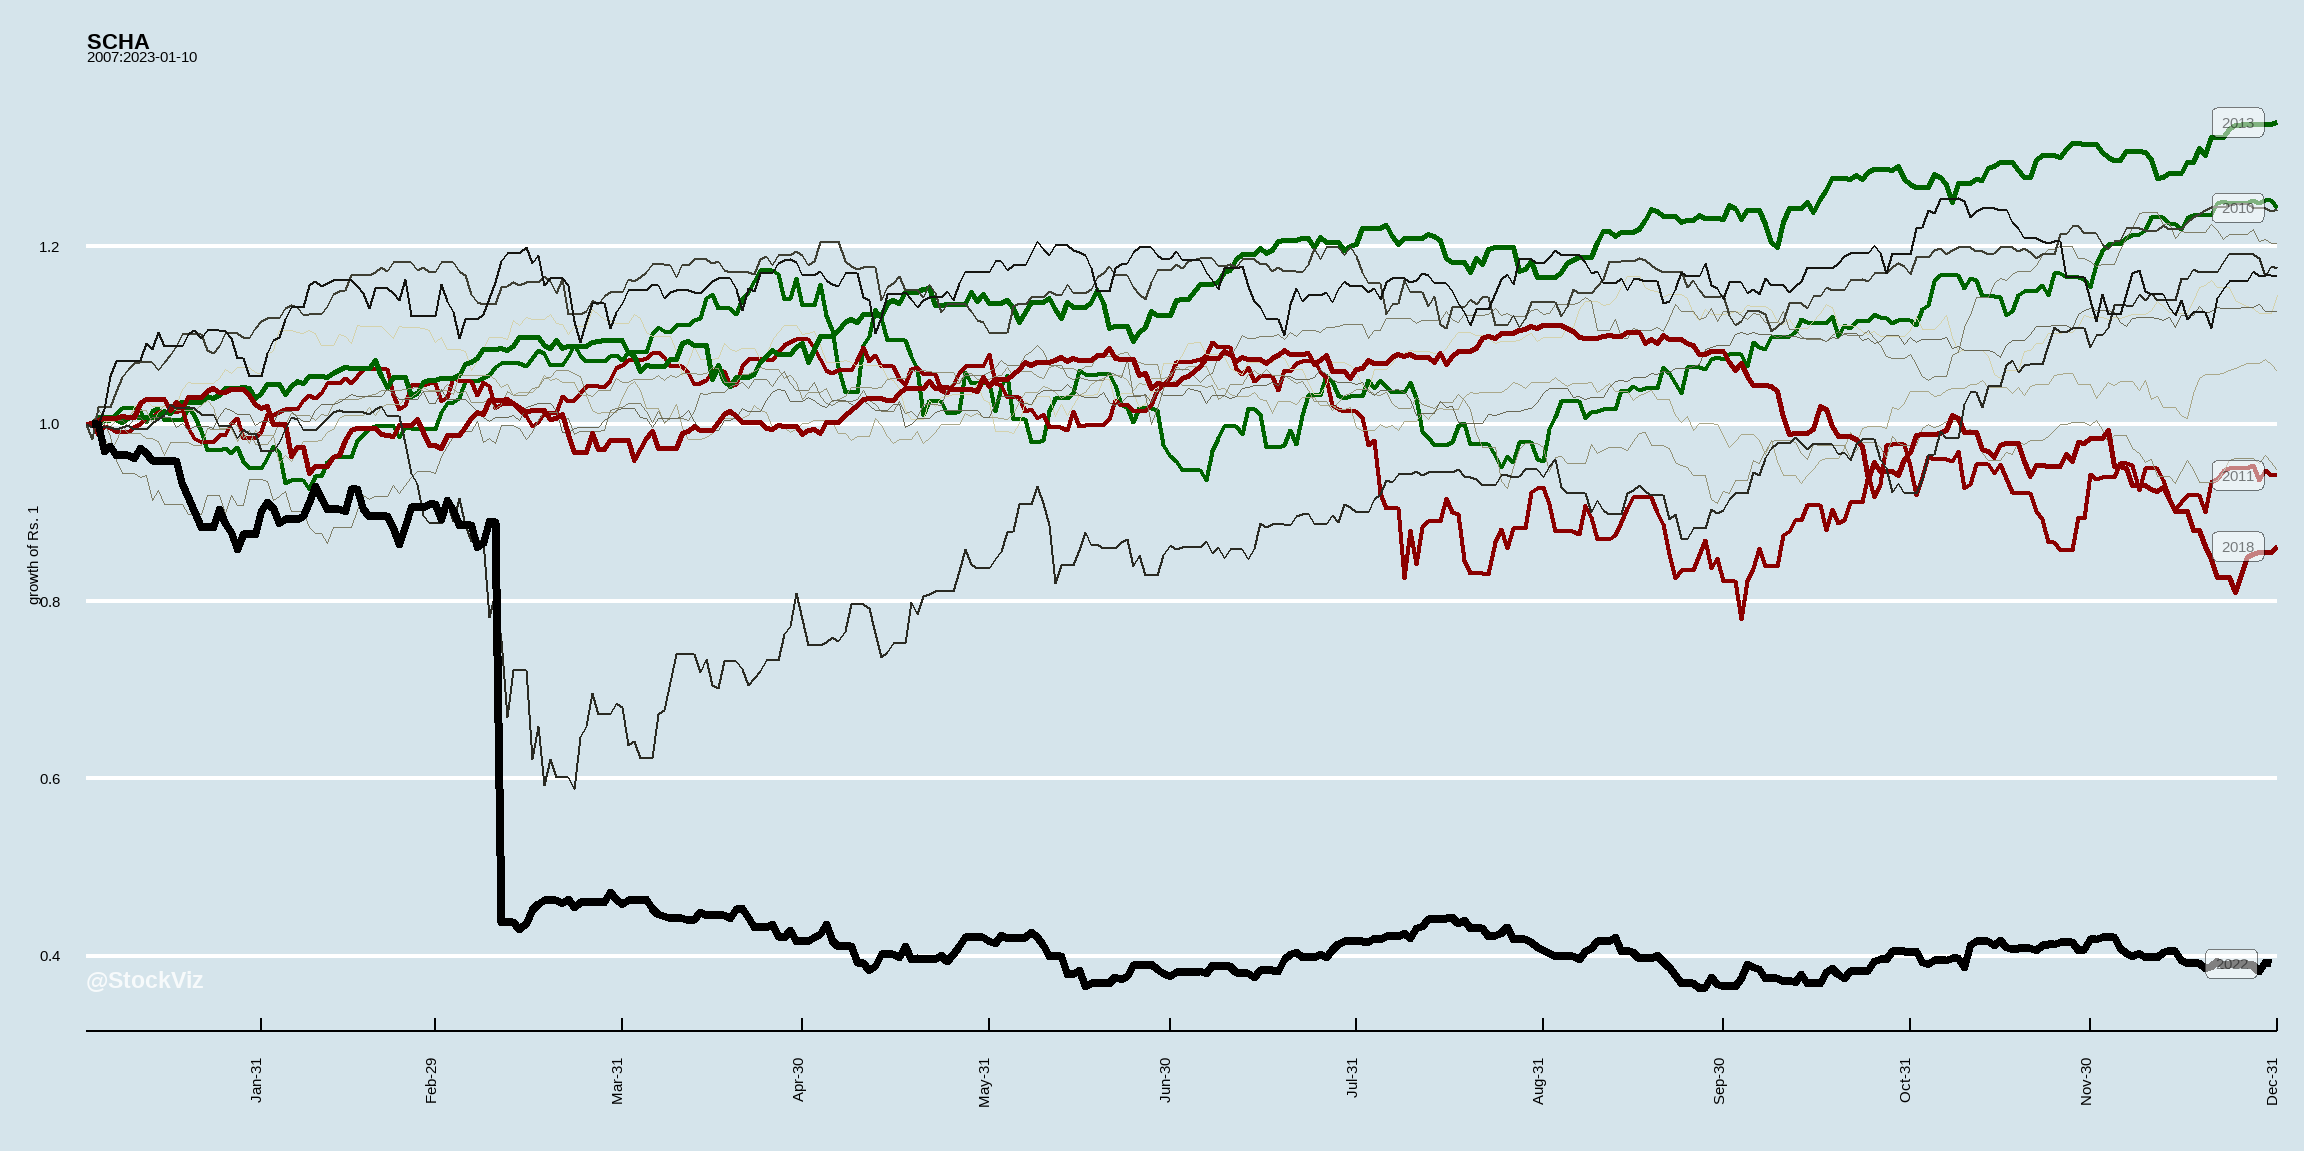 SCHA
2007:2023-01-10
2013
2010
1.2
1.0
2011
growth of Rs. 1
2018
0.8
0.6
0.4
2022
@StockViz
Jan-31
Feb-29
Mar-31
Apr-30
May-31
Jun-30
Jul-31
Aug-31
Sep-30
Oct-31
Nov-30
Dec-31